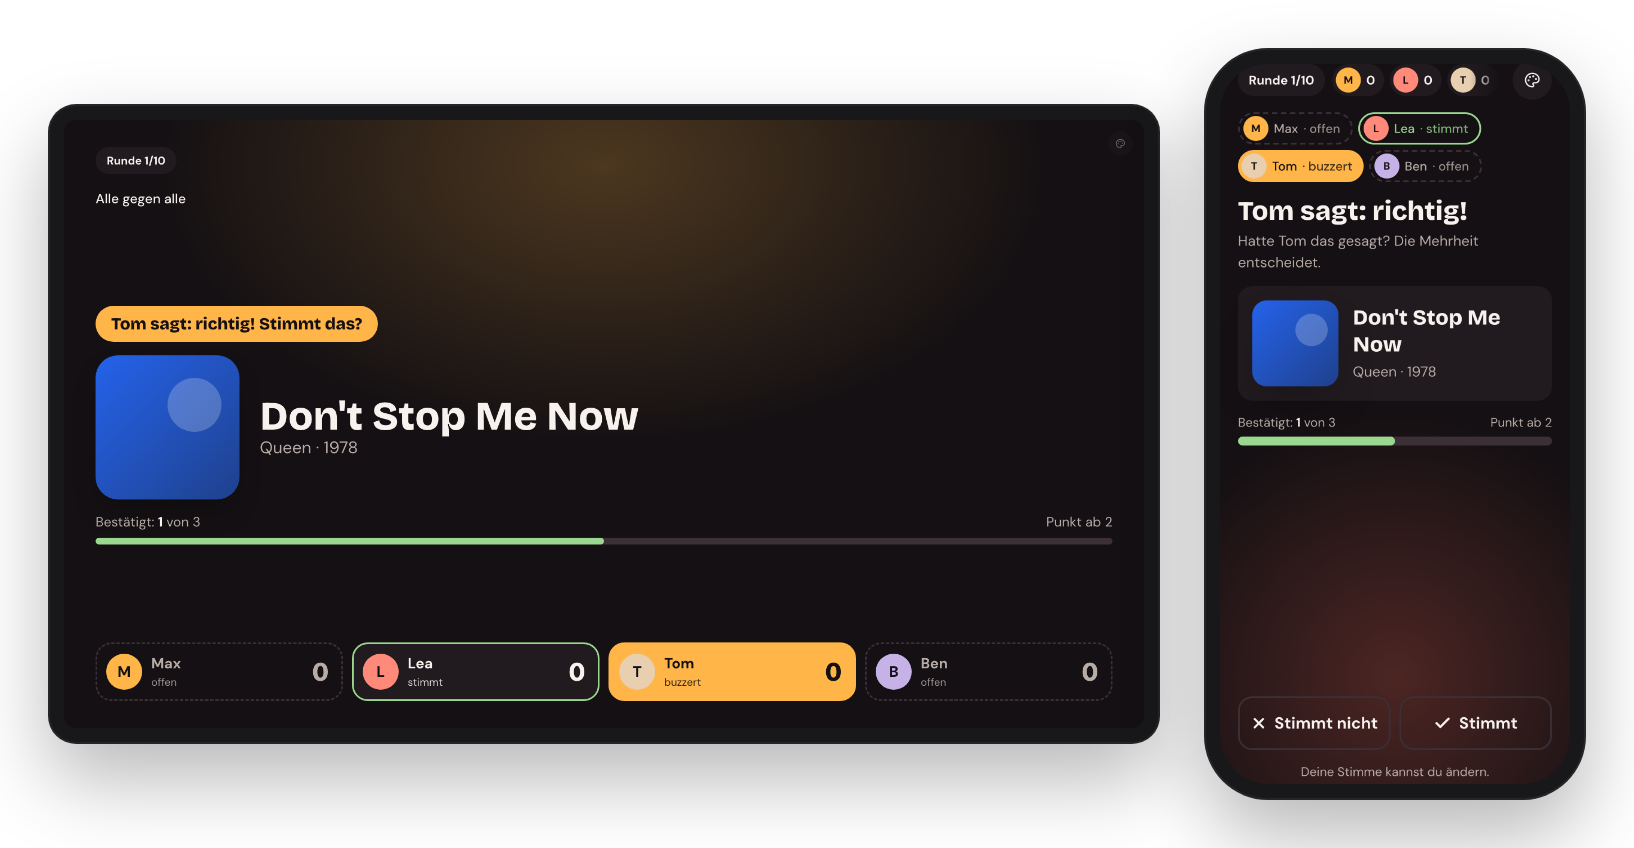 Runde 1/10
Alle gegen alle
Tom sagt: richtig! Stimmt das?
Don't Stop Me Now
Queen · 1978
Bestätigt: 1 von 3 Punkt ab 2
M Max 0
offen
L Lea 0
stimmt
T Tom 0
buzzert
B Ben 0
offen
Runde 1/10 M 0 L 0 T 0
M Max · offen L Lea · stimmt
T Tom · buzzert B Ben · offen
Tom sagt: richtig!
Hatte Tom das gesagt? Die Mehrheit
entscheidet.
Don't Stop Me
Now
Queen · 1978
Bestätigt: 1 von 3 Punkt ab 2
Stimmt nicht Stimmt
Deine Stimme kannst du ändern.